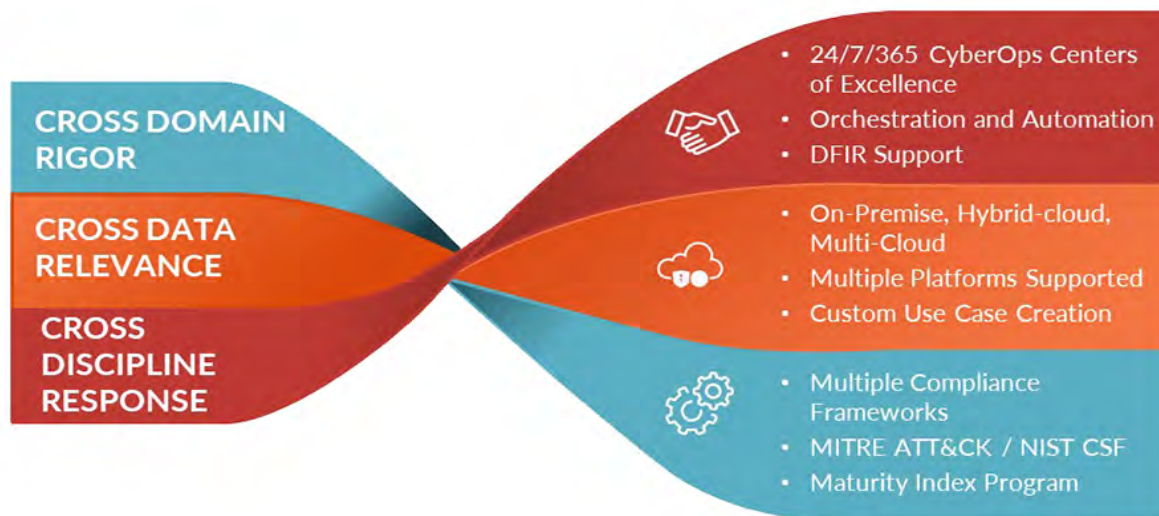 CROSS DOMAIN
RIGOR
CROSS DATA
RELEVANCE
CROSS
DISCIPLINE
RESPONSE
• 24/7/365 CyberOps Centers
of Excellence
• Orchestration and Automation
• DFIR Support
• On-Premise, Hybrid-cloud,
Multi-Cloud
• Multiple Platforms Supported
• Custom Use Case Creation
• Multiple Compliance
Frameworks
• MITRE ATT&CK / NIST CSF
• Maturity Index Program